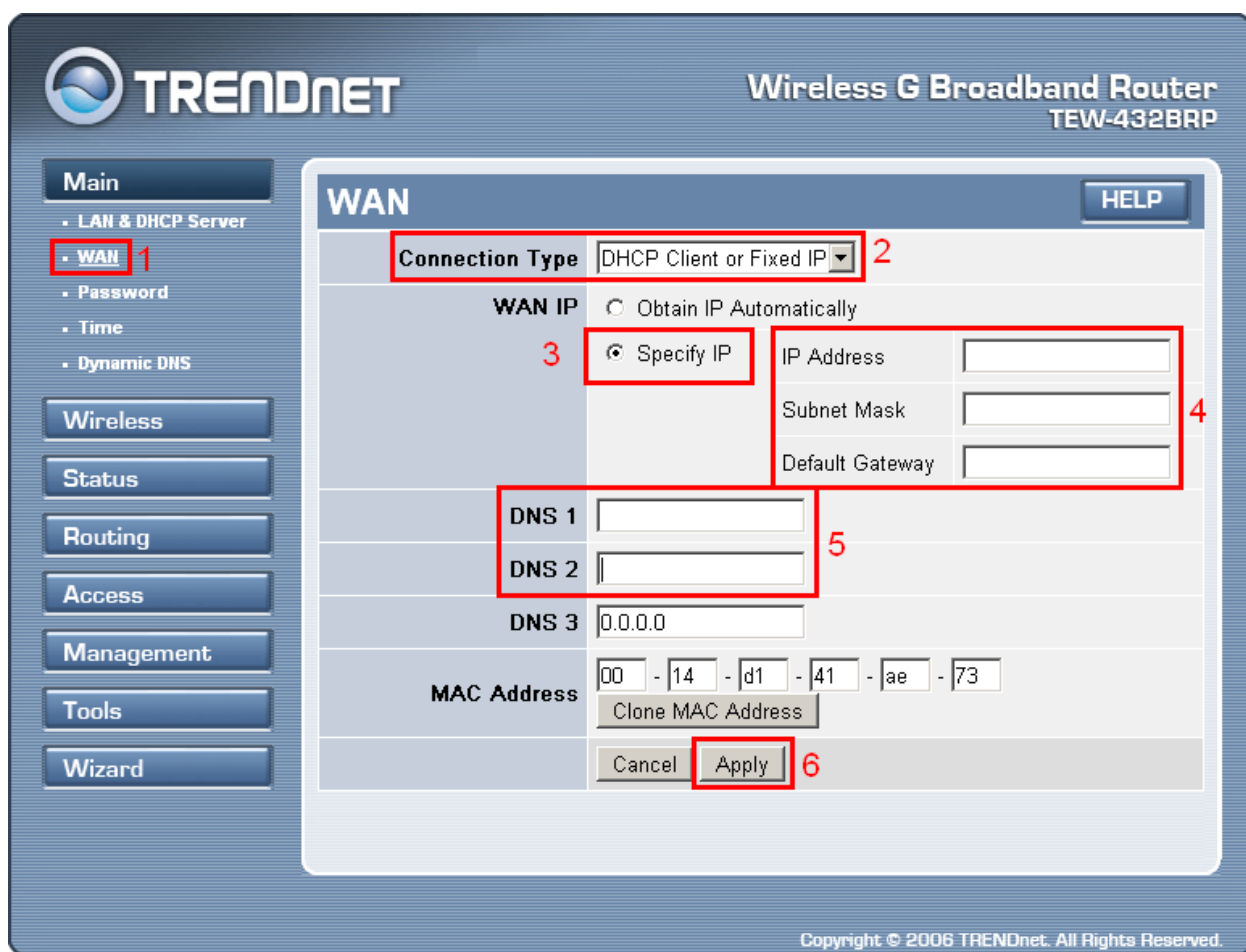 TRENDNET
Wireless G Broadband Router
TEW-432BRP
Main
LAN & DHCP Server
WAN 1
Password
Time
Dynamic DNS
Wireless
Status
Routing
Access
Management
Tools
Wizard
WAN HELP
Connection Type DHCP Client or Fixed IP 2
WAN IP Obtain IP Automatically
3 Specify IP IP Address
Subnet Mask 4
Default Gateway
DNS 1
5
DNS 2
DNS 3 0.0.0.0
MAC Address 00 - 14 - d1 - 41 - ae - 73
Clone MAC Address
Cancel Apply 6
Copyright © 2006 TRENDnet. All Rights Reserved.